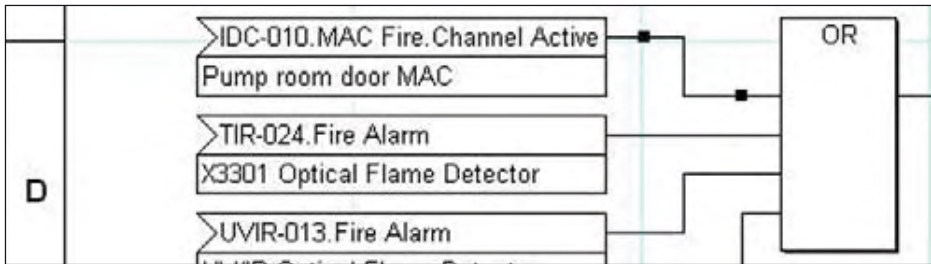 IDC-010.MAC Fire.Channel Active
OR
Pump room door MAC
TIR-024.Fire Alarm
X3301 Optical Flame Detector
D
UVIR-013.Fire Alarm